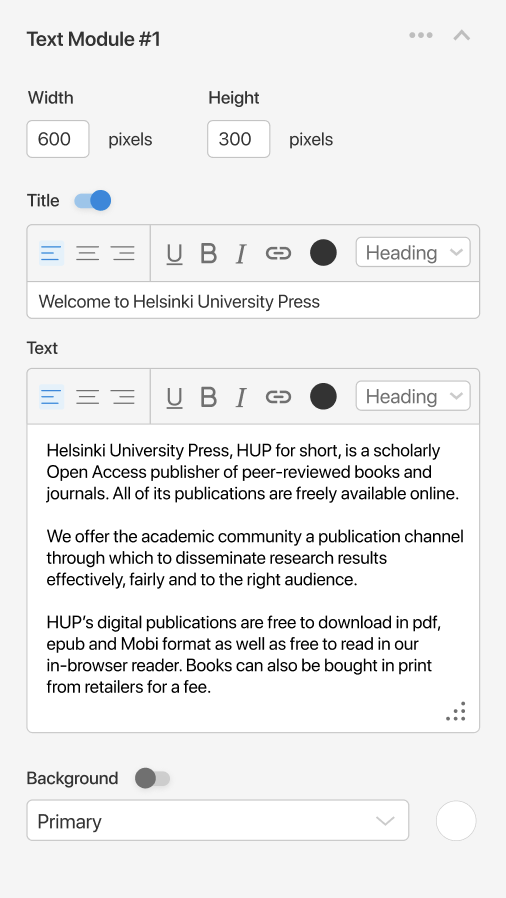 Text Module #1
Width
Height
600 pixels
300 pixels
Title
U B I Heading
Welcome to Helsinki University Press
Text
U B I Heading
Helsinki University Press, HUP for short, is a scholarly
Open Access publisher of peer-reviewed books and
journals. All of its publications are freely available online.
We offer the academic community a publication channel
through which to disseminate research results
effectively, fairly and to the right audience.
HUP’s digital publications are free to download in pdf,
epub and Mobi format as well as free to read in our
in-browser reader. Books can also be bought in print
from retailers for a fee.
Background
Primary